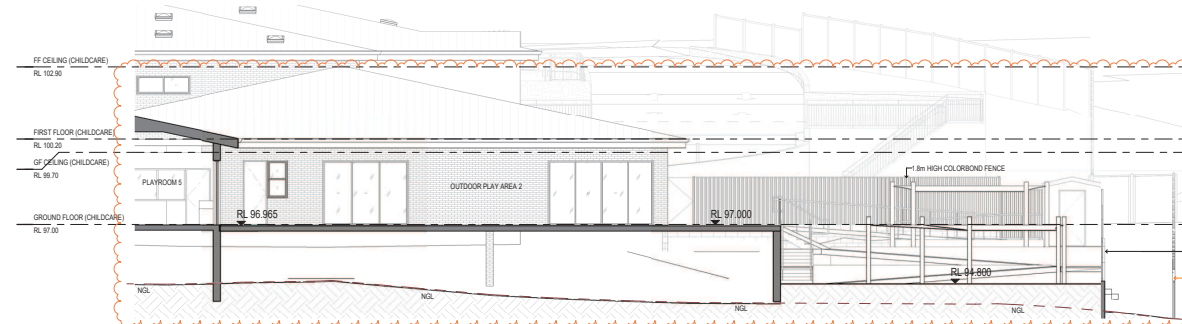 FF CEILING (CHILDCARE)
RL 102.90
FIRST FLOOR (CHILDCARE)
RL 100.20
GF CEILING (CHILDCARE)
RL 99.70
1.8m HIGH COLORBOND FENCE
PLAYROOM 5
OUTDOOR PLAY AREA 2
GROUND FLOOR (CHILDCARE)
RL 97.00
RL 96.965
RL 97.000
RL 94.800
NGL
NGL
NGL
NGL